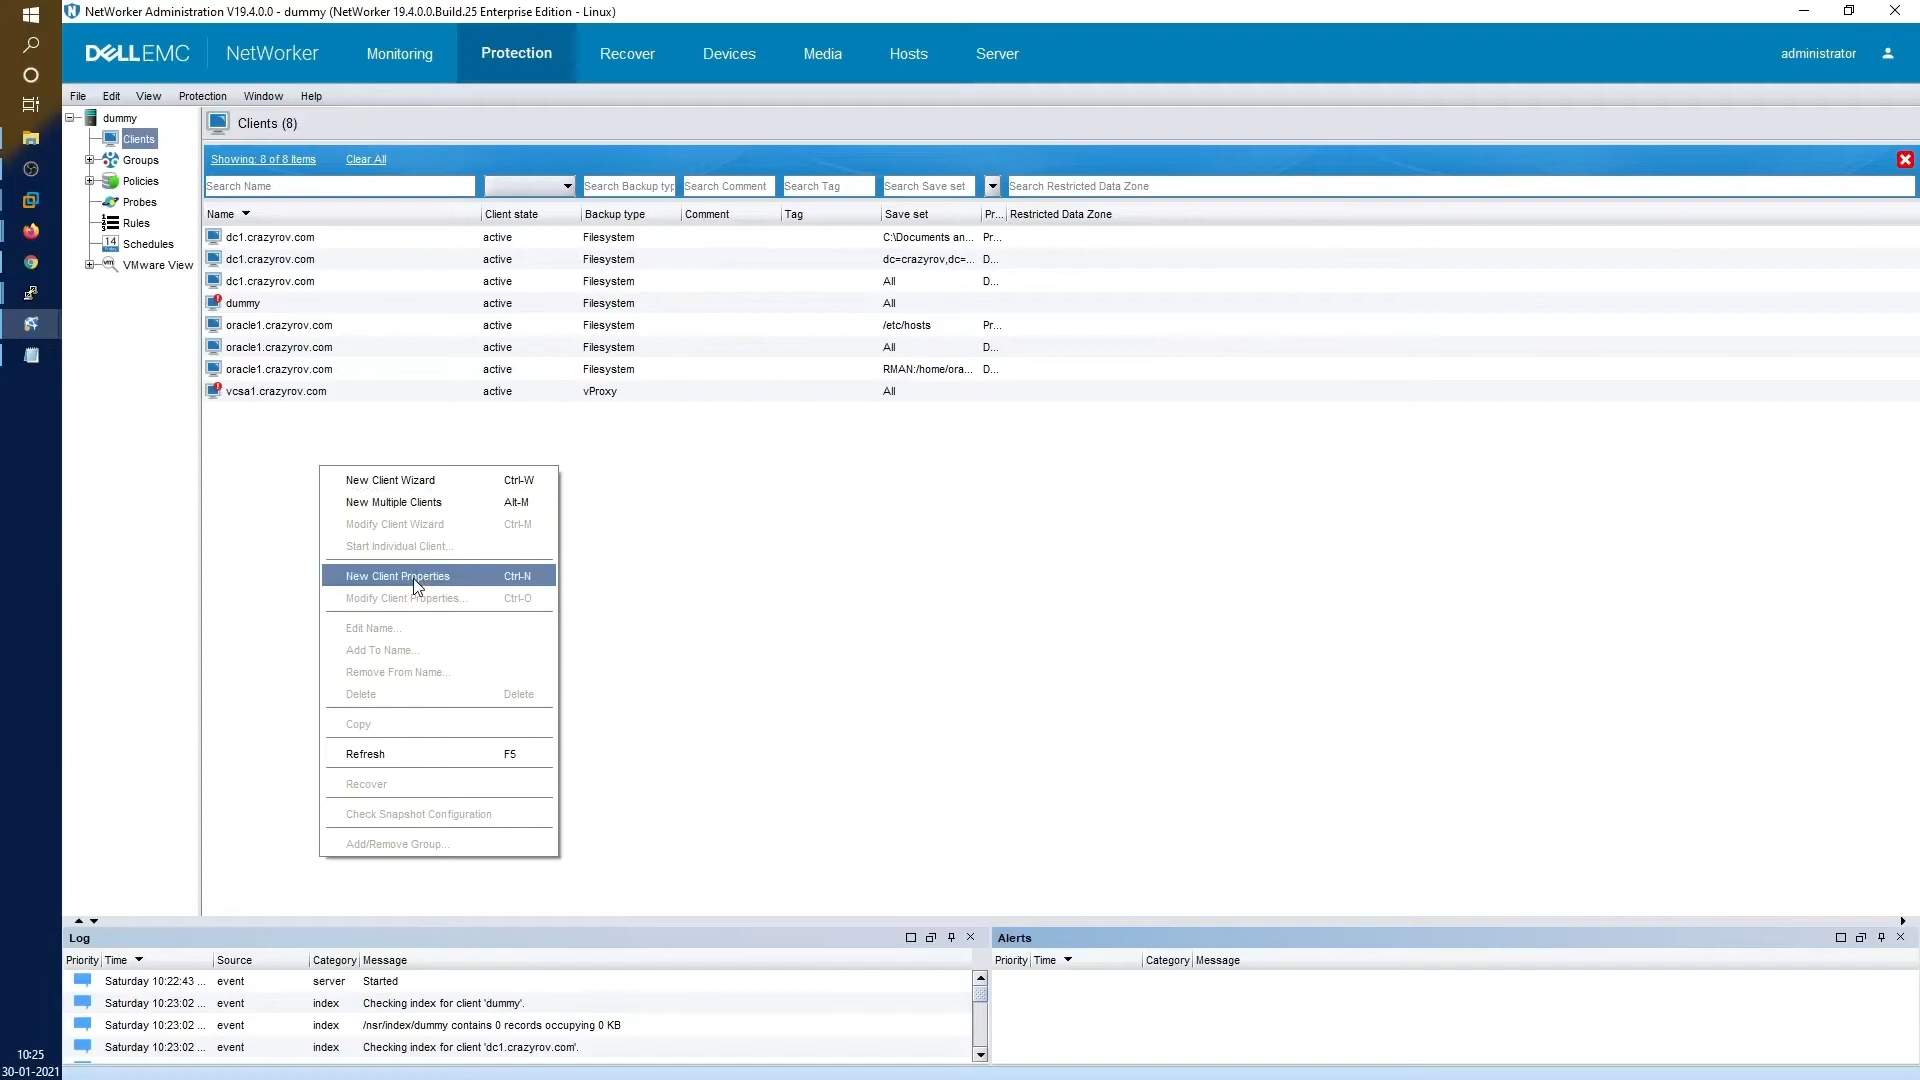 NetWorker Administration V19.4.0.0 - dummy (NetWorker 19.4.0.0.Build.25 Enterprise Edition - Linux)
DELLEMC NetWorker Monitoring Protection Recover Devices Media Hosts Server administrator
File Edit View Protection Window Help
dummy
Clients
Groups
Policies
Probes
Rules
14 Schedules
vm VMware View
Clients (8)
Showing: 8 of 8 Items Clear All
Search Name Search Backup typ Search Comment Search Tag Search Save set Search Restricted Data Zone
Name Client state Backup type Comment Tag Save set Pr... Restricted Data Zone
dc1.crazyrov.com active Filesystem C:\Documents an... Pr...
dc1.crazyrov.com active Filesystem dc=crazyrov,dc=... D...
dc1.crazyrov.com active Filesystem All D...
dummy active Filesystem All
oracle1.crazyrov.com active Filesystem /etc/hosts Pr...
oracle1.crazyrov.com active Filesystem All D...
oracle1.crazyrov.com active Filesystem RMAN:/home/ora... D...
vcsa1.crazyrov.com active vProxy All
New Client Wizard Ctrl-W
New Multiple Clients Alt-M
Modify Client Wizard Ctrl-M
Start Individual Client...
New Client Properties Ctrl-N
Modify Client Properties... Ctrl-O
Edit Name...
Add To Name...
Remove From Name...
Delete Delete
Copy
Refresh F5
Recover
Check Snapshot Configuration
Add/Remove Group...
Log
Priority Time Source Category Message
Saturday 10:22:43 ... event server Started
Saturday 10:23:02 ... event index Checking index for client 'dummy'.
Saturday 10:23:02 ... event index /nsr/index/dummy contains 0 records occupying 0 KB
Saturday 10:23:02 ... event index Checking index for client 'dc1.crazyrov.com'.
Alerts
Priority Time Category Message
10:25
30-01-2021